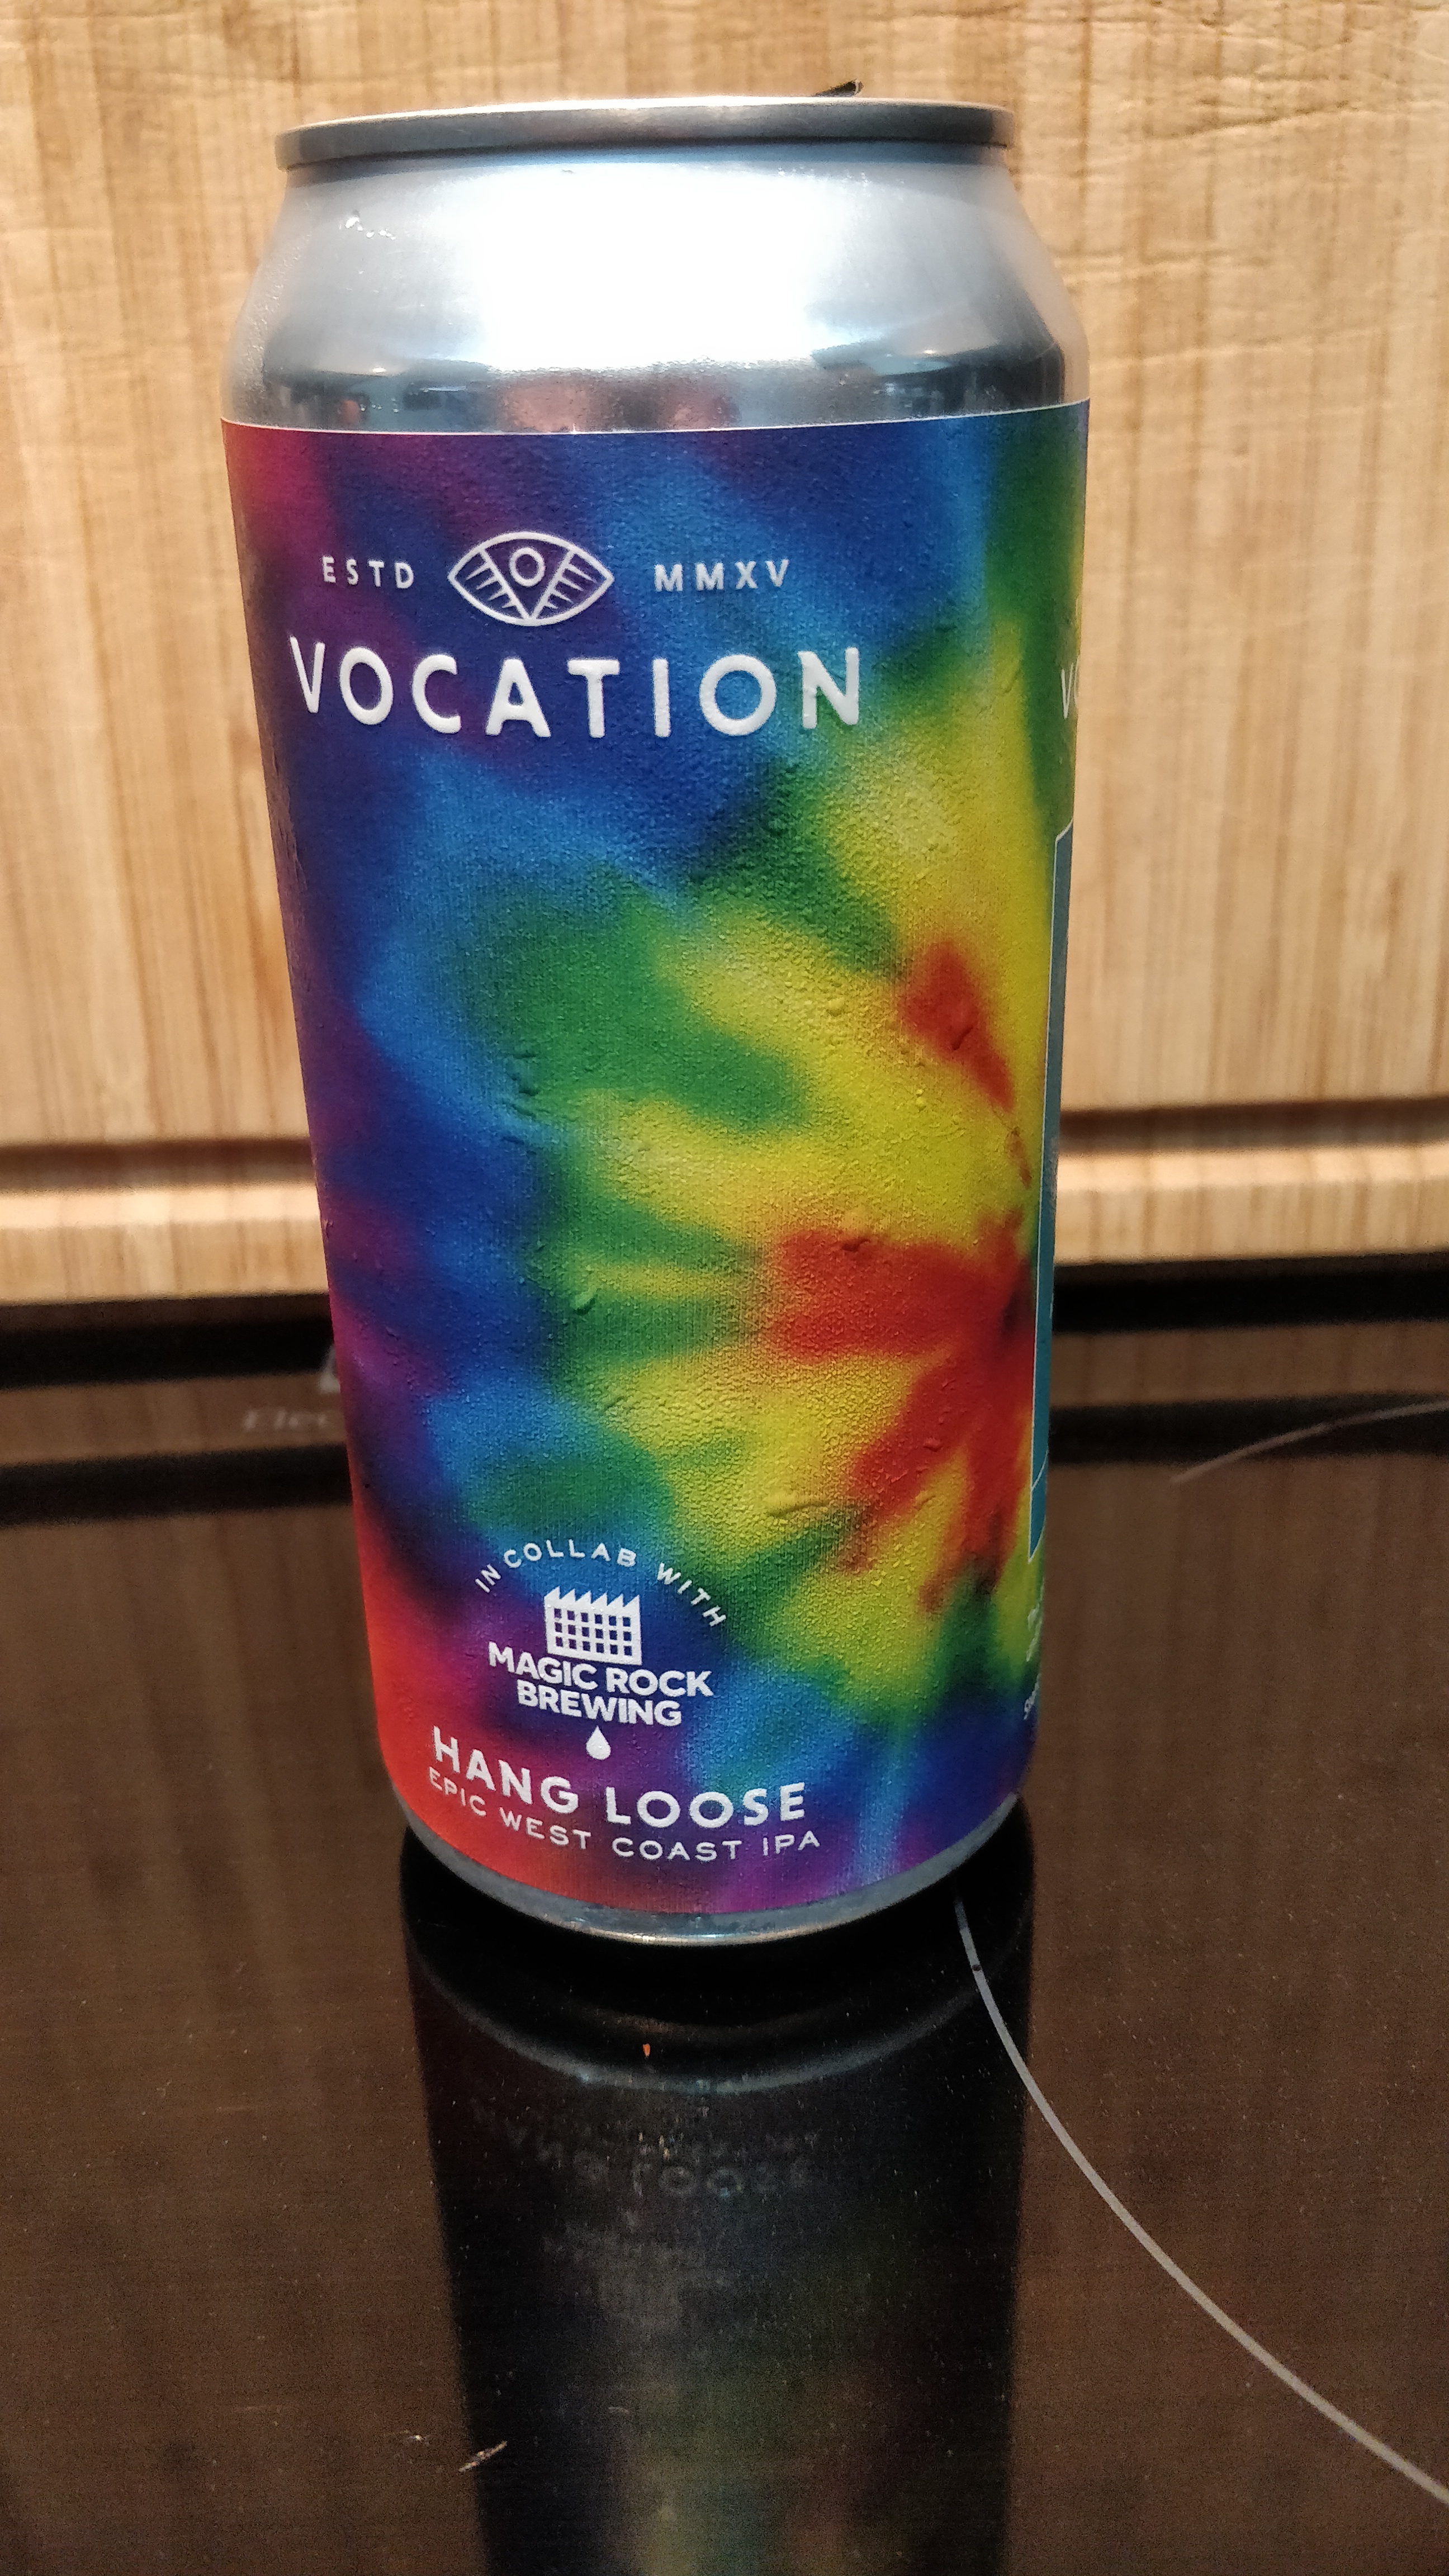 ESTD MMXV
VOCATION
IN COLLAB WITH
MAGIC ROCK
BREWING
HANG LOOSE
EPIC WEST COAST IPA